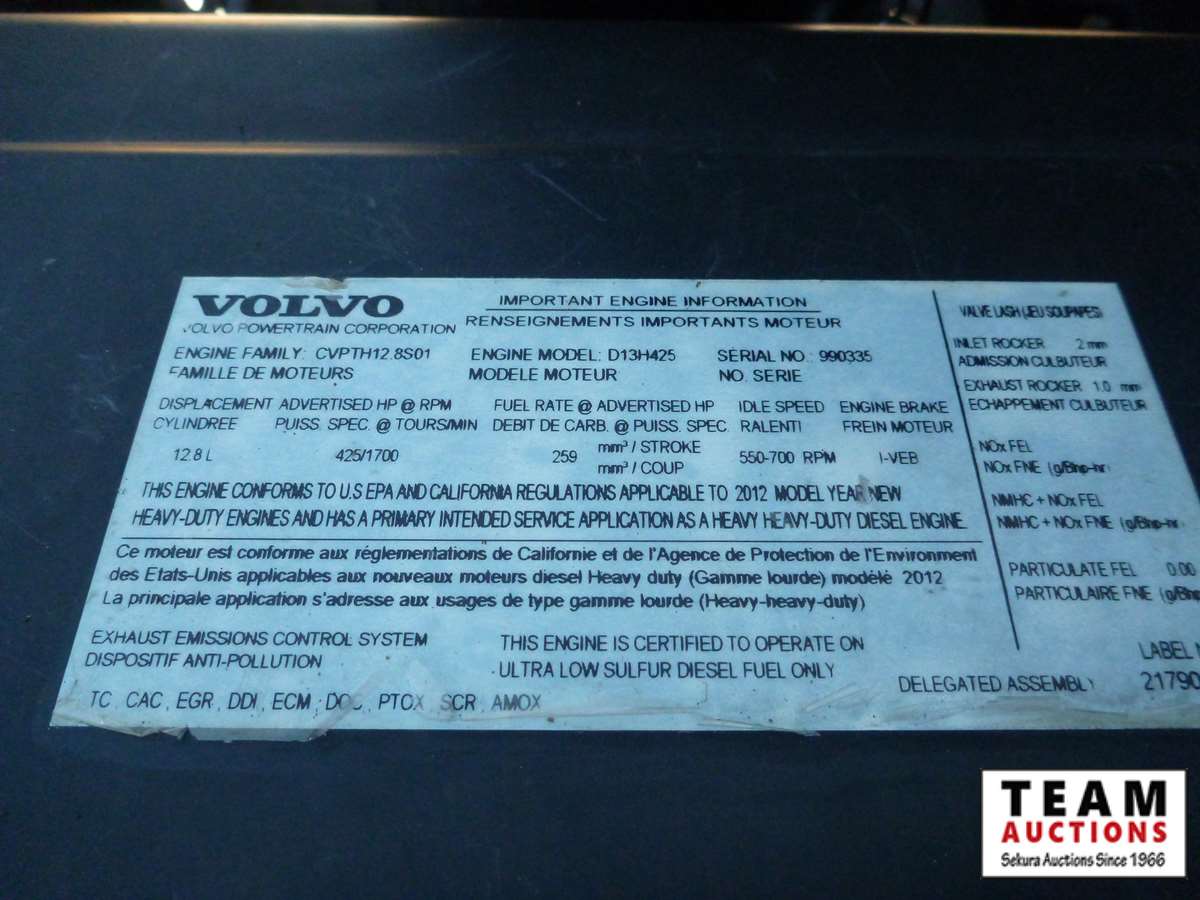 VOLVO
VOLVO POWERTRAIN CORPORATION
IMPORTANT ENGINE INFORMATION
RENSEIGNEMENTS IMPORTANTS MOTEUR
ENGINE FAMILY: CVPTH12.8S01 ENGINE MODEL: D13H425 SERIAL NO.: 990335
FAMILLE DE MOTEURS MODELE MOTEUR NO. SERIE
DISPLACEMENT ADVERTISED HP @ RPM FUEL RATE @ ADVERTISED HP IDLE SPEED ENGINE BRAKE
CYLINDREE PUISS. SPEC. @ TOURS/MIN DEBIT DE CARB. @ PUISS. SPEC. RALENTI FREIN MOTEUR
12.8 L 425/1700 259 mm³ / STROKE 550-700 RPM I-VEB
mm³ / COUP
THIS ENGINE CONFORMS TO U.S EPA AND CALIFORNIA REGULATIONS APPLICABLE TO 2012 MODEL YEAR NEW
HEAVY-DUTY ENGINES AND HAS A PRIMARY INTENDED SERVICE APPLICATION AS A HEAVY HEAVY-DUTY DIESEL ENGINE.
Ce moteur est conforme aux réglementations de Californie et de l'Agence de Protection de l'Environment
des Etats-Unis applicables aux nouveaux moteurs diesel Heavy duty (Gamme lourde) modélé 2012
La principale application s'adresse aux usages de type gamme lourde (Heavy-heavy-duty)
EXHAUST EMISSIONS CONTROL SYSTEM
DISPOSITIF ANTI-POLLUTION
TC, CAC, EGR, DDI, ECM, DOC, PTOX, SCR, AMOX
THIS ENGINE IS CERTIFIED TO OPERATE ON
ULTRA LOW SULFUR DIESEL FUEL ONLY
VALVE LASH (JEU SOUPAPES)
INLET ROCKER 2 mm
ADMISSION CULBUTEUR
EXHAUST ROCKER 1.0 mm
ECHAPPEMENT CULBUTEUR
NOx FEL
NOx FNE (g/Bhp-hr)
NMHC + NOx FEL
NMHC + NOx FNE (g/Bhp-hr
PARTICULATE FEL 0.00
PARTICULAIRE FNE (g/Bhp
LABEL
DELEGATED ASSEMBLY 21790
TEAM
AUCTIONS
Sekura Auctions Since 1966